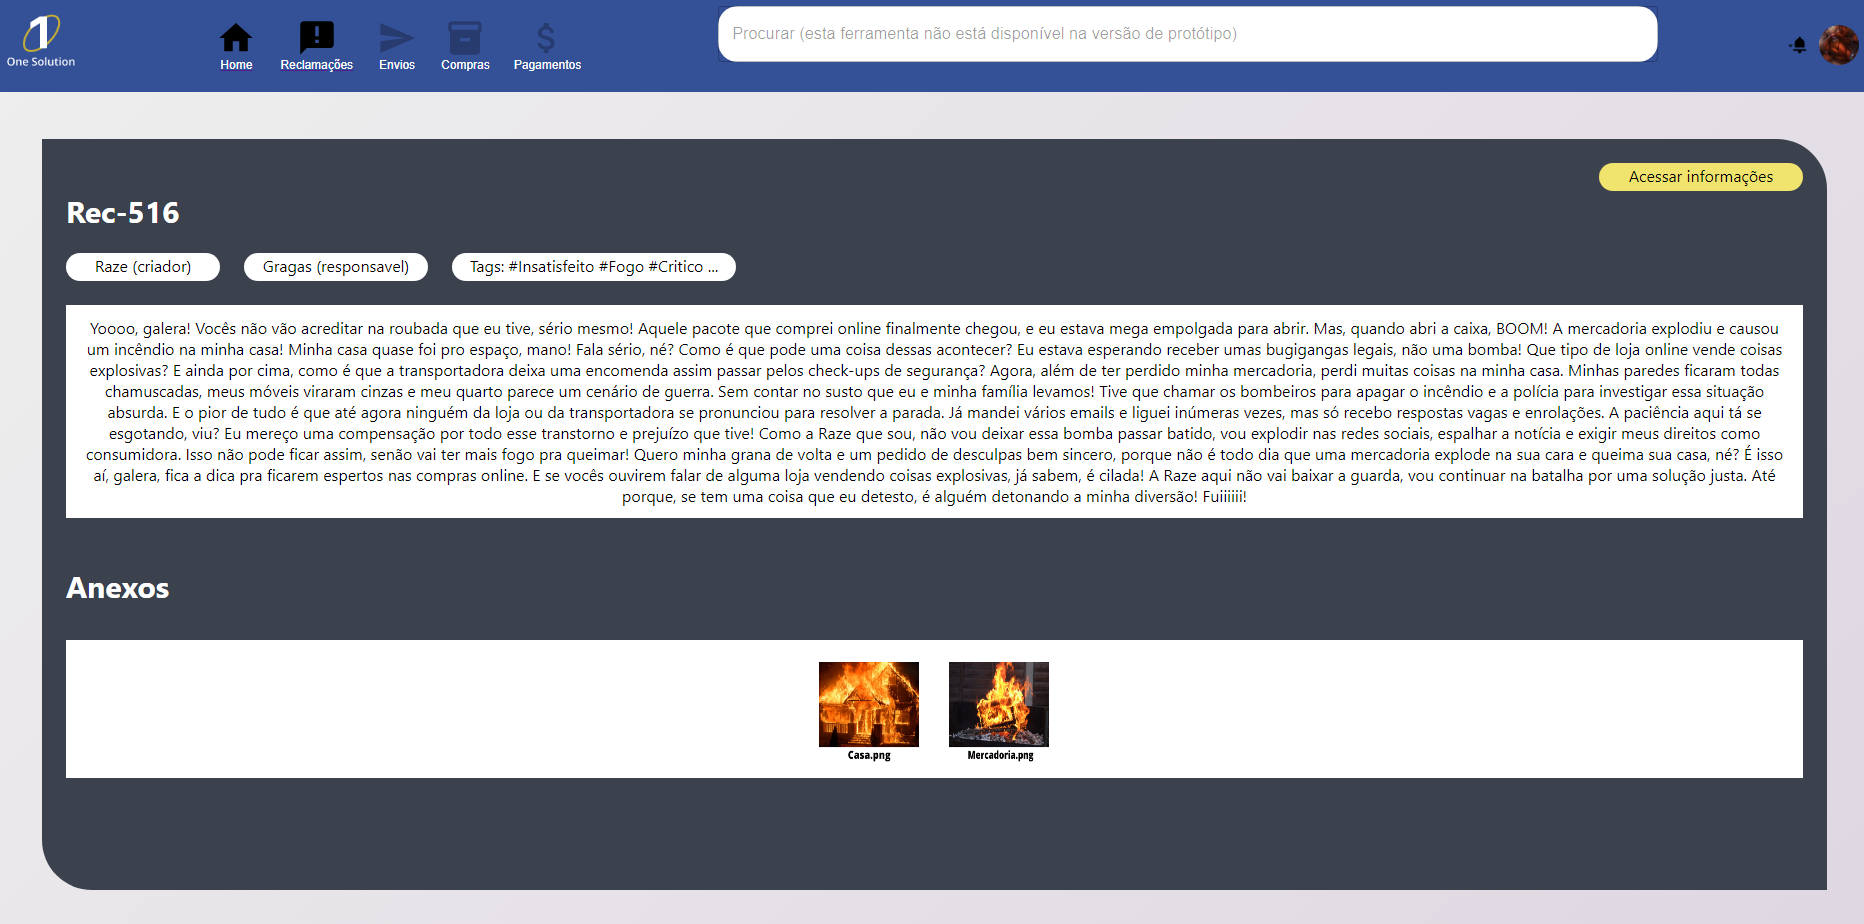 One Solution
Home
Reclamações
Envios
Compras
Pagamentos
Procurar (esta ferramenta não está disponível na versão de protótipo)
Acessar informações
Rec-516
Raze (criador)
Gragas (responsavel)
Tags: #Insatisfeito #Fogo #Critico ...
Yoooo, galera! Vocês não vão acreditar na roubada que eu tive, sério mesmo! Aquele pacote que comprei online finalmente chegou, e eu estava mega empolgada para abrir. Mas, quando abri a caixa, BOOM! A mercadoria explodiu e causou
um incêndio na minha casa! Minha casa quase foi pro espaço, mano! Fala sério, né? Como é que pode uma coisa dessas acontecer? Eu estava esperando receber umas bugigangas legais, não uma bomba! Que tipo de loja online vende coisas
explosivas? E ainda por cima, como é que a transportadora deixa uma encomenda assim passar pelos check-ups de segurança? Agora, além de ter perdido minha mercadoria, perdi muitas coisas na minha casa. Minhas paredes ficaram todas
chamuscadas, meus móveis viraram cinzas e meu quarto parece um cenário de guerra. Sem contar no susto que eu e minha família levamos! Tive que chamar os bombeiros para apagar o incêndio e a polícia para investigar essa situação
absurda. E o pior de tudo é que até agora ninguém da loja ou da transportadora se pronunciou para resolver a parada. Já mandei vários emails e liguei inúmeras vezes, mas só recebo respostas vagas e enrolações. A paciência aqui tá se
esgotando, viu? Eu mereço uma compensação por todo esse transtorno e prejuízo que tive! Como a Raze que sou, não vou deixar essa bomba passar batido, vou explodir nas redes sociais, espalhar a notícia e exigir meus direitos como
consumidora. Isso não pode ficar assim, senão vai ter mais fogo pra queimar! Quero minha grana de volta e um pedido de desculpas bem sincero, porque não é todo dia que uma mercadoria explode na sua cara e queima sua casa, né? É isso
aí, galera, fica a dica pra ficarem espertos nas compras online. E se vocês ouvirem falar de alguma loja vendendo coisas explosivas, já sabem, é cilada! A Raze aqui não vai baixar a guarda, vou continuar na batalha por uma solução justa. Até
porque, se tem uma coisa que eu detesto, é alguém detonando a minha diversão! Fuiiiiii!
Anexos
Casa.png
Mercadoria.png